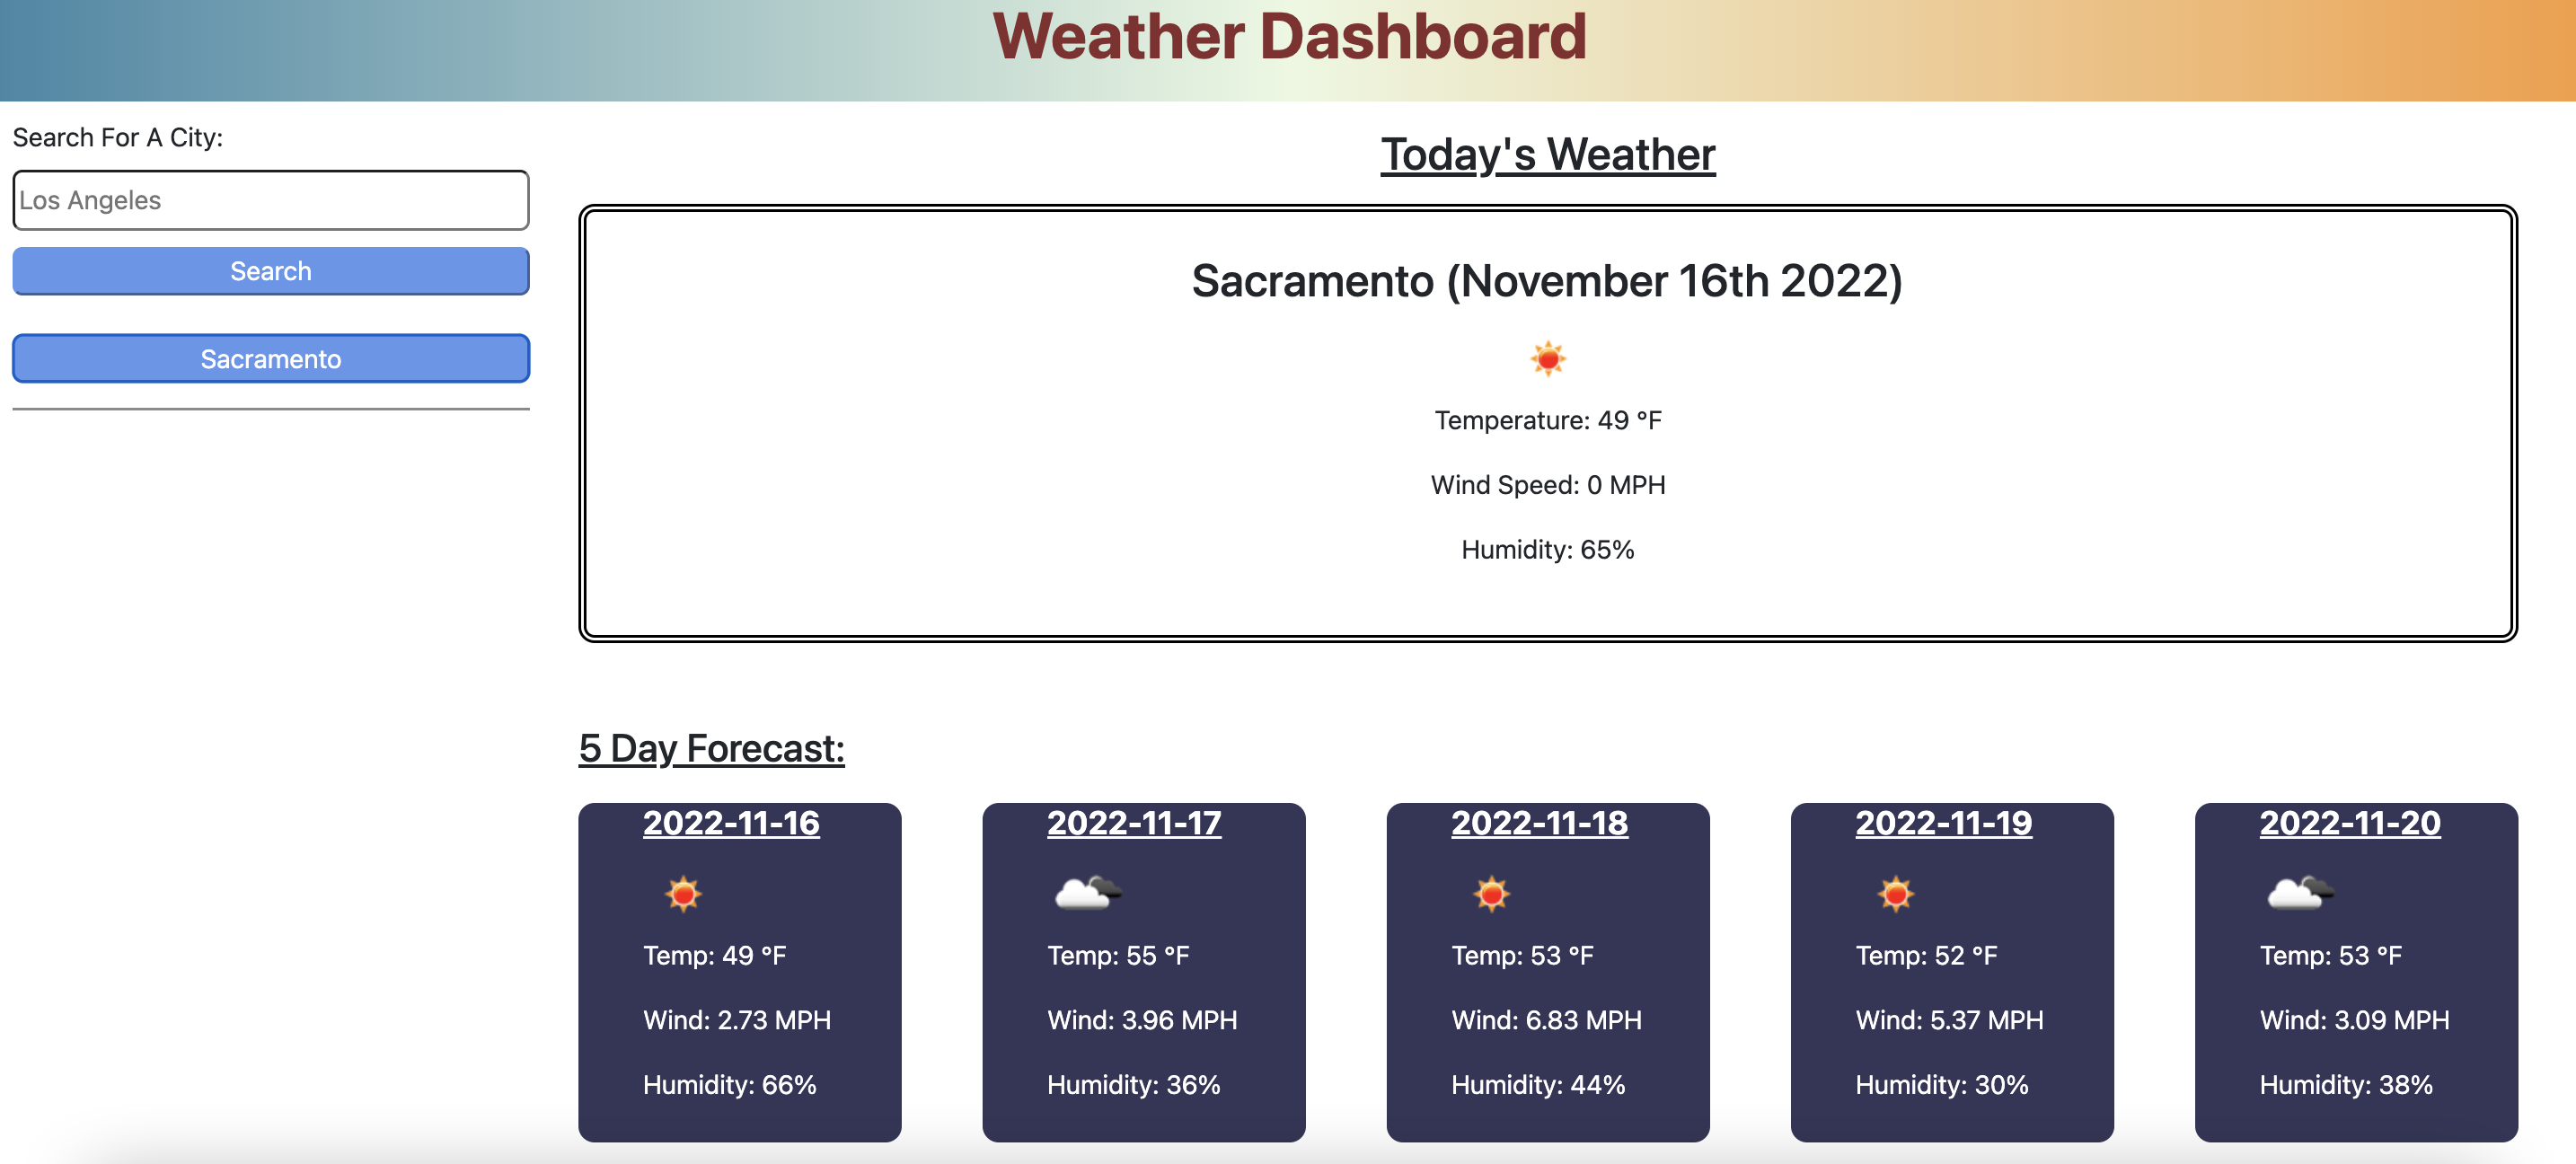 Weather Dashboard
Search For A City:
Los Angeles
Search
Sacramento
Today's Weather
Sacramento (November 16th 2022)
Temperature: 49 °F
Wind Speed: 0 MPH
Humidity: 65%
5 Day Forecast:
2022-11-16
Temp: 49 °F
Wind: 2.73 MPH
Humidity: 66%
2022-11-17
Temp: 55 °F
Wind: 3.96 MPH
Humidity: 36%
2022-11-18
Temp: 53 °F
Wind: 6.83 MPH
Humidity: 44%
2022-11-19
Temp: 52 °F
Wind: 5.37 MPH
Humidity: 30%
2022-11-20
Temp: 53 °F
Wind: 3.09 MPH
Humidity: 38%